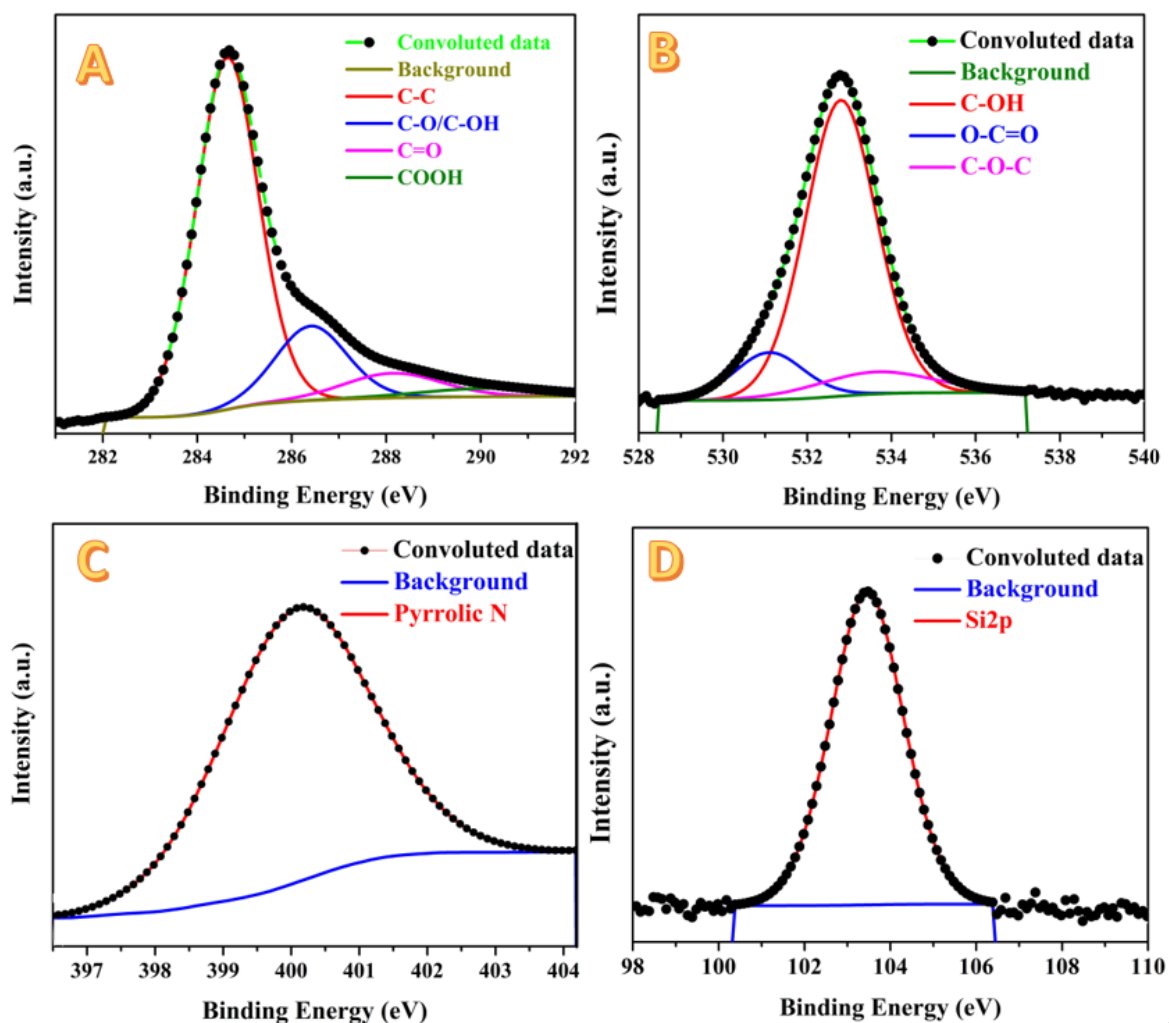 A
Convoluted data
Background
C-C
C-O/C-OH
C=O
COOH
Intensity (a.u.)
282 284 286 288 290 292
Binding Energy (eV)
B
Convoluted data
Background
C-OH
O-C=O
C-O-C
Intensity (a.u.)
528 530 532 534 536 538 540
Binding Energy (eV)
C
Convoluted data
Background
Pyrrolic N
Intensity (a.u.)
397 398 399 400 401 402 403 404
Binding Energy (eV)
D
Convoluted data
Background
Si2p
Intensity (a.u.)
98 100 102 104 106 108 110
Binding Energy (eV)